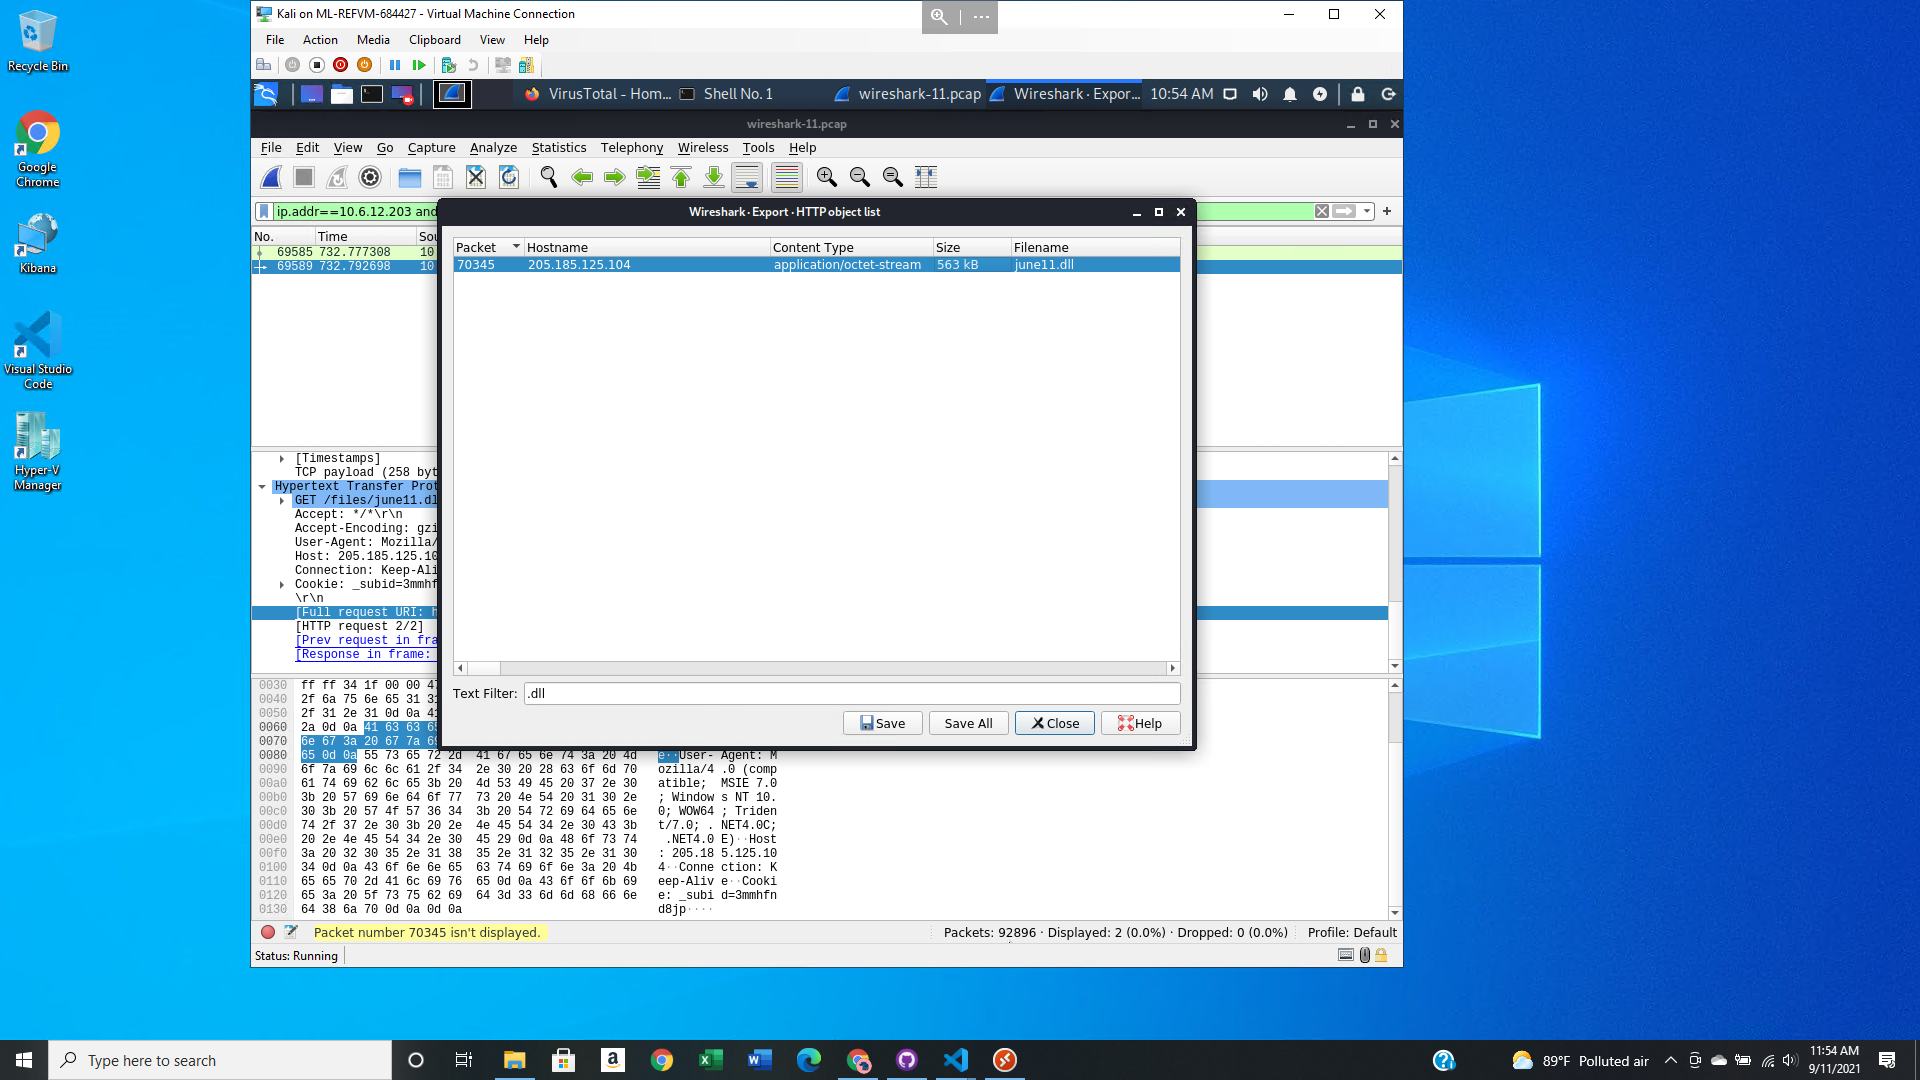 Kali on ML-REFVM-684427 - Virtual Machine Connection
File Action Media Clipboard View Help
VirusTotal - Hom... Shell No. 1 wireshark-11.pcap Wireshark · Expor... 10:54 AM
wireshark-11.pcap
File Edit View Go Capture Analyze Statistics Telephony Wireless Tools Help
ip.addr==10.6.12.203 and
No. Time Sou
69585 732.777308 10
69589 732.792698 10
Wireshark · Export · HTTP object list
Packet Hostname Content Type Size Filename
70345 205.185.125.104 application/octet-stream 563 kB june11.dll
Text Filter: .dll
Save Save All Close Help
[Timestamps]
TCP payload (258 byt
Hypertext Transfer Prot
GET /files/june11.dl
Accept: */*\r\n
Accept-Encoding: gzi
User-Agent: Mozilla/
Host: 205.185.125.10
Connection: Keep-Ali
Cookie: _subid=3mmhf
\r\n
[Full request URI: h
[HTTP request 2/2]
[Prev request in fra
[Response in frame:
0030 ff ff 34 1f 00 00 47
0040 2f 6a 75 6e 65 31 31
0050 2f 31 2e 31 0d 0a 41
0060 2a 0d 0a 41 63 63 65
0070 6e 67 3a 20 67 7a 69
0080 65 0d 0a 55 73 65 72 2d 41 67 65 6e 74 3a 20 4d e··User- Agent: M
0090 6f 7a 69 6c 6c 61 2f 34 2e 30 20 28 63 6f 6d 70 ozilla/4 .0 (comp
00a0 61 74 69 62 6c 65 3b 20 4d 53 49 45 20 37 2e 30 atible; MSIE 7.0
00b0 3b 20 57 69 6e 64 6f 77 73 20 4e 54 20 31 30 2e ; Window s NT 10.
00c0 30 3b 20 57 4f 57 36 34 3b 20 54 72 69 64 65 6e 0; WOW64 ; Triden
00d0 74 2f 37 2e 30 3b 20 2e 4e 45 54 34 2e 30 43 3b t/7.0; . NET4.0C;
00e0 20 2e 4e 45 54 34 2e 30 45 29 0d 0a 48 6f 73 74 .NET4.0 E)··Host
00f0 3a 20 32 30 35 2e 31 38 35 2e 31 32 35 2e 31 30 : 205.18 5.125.10
0100 34 0d 0a 43 6f 6e 6e 65 63 74 69 6f 6e 3a 20 4b 4··Conne ction: K
0110 65 65 70 2d 41 6c 69 76 65 0d 0a 43 6f 6f 6b 69 eep-Aliv e··Cooki
0120 65 3a 20 5f 73 75 62 69 64 3d 33 6d 6d 68 66 6e e: _subi d=3mmhfn
0130 64 38 6a 70 0d 0a 0d 0a d8jp····
Packet number 70345 isn't displayed. Packets: 92896 · Displayed: 2 (0.0%) · Dropped: 0 (0.0%) Profile: Default
Status: Running
Recycle Bin
Google
Chrome
Kibana
Visual Studio
Code
Hyper-V
Manager
Type here to search
89°F Polluted air
11:54 AM
9/11/2021